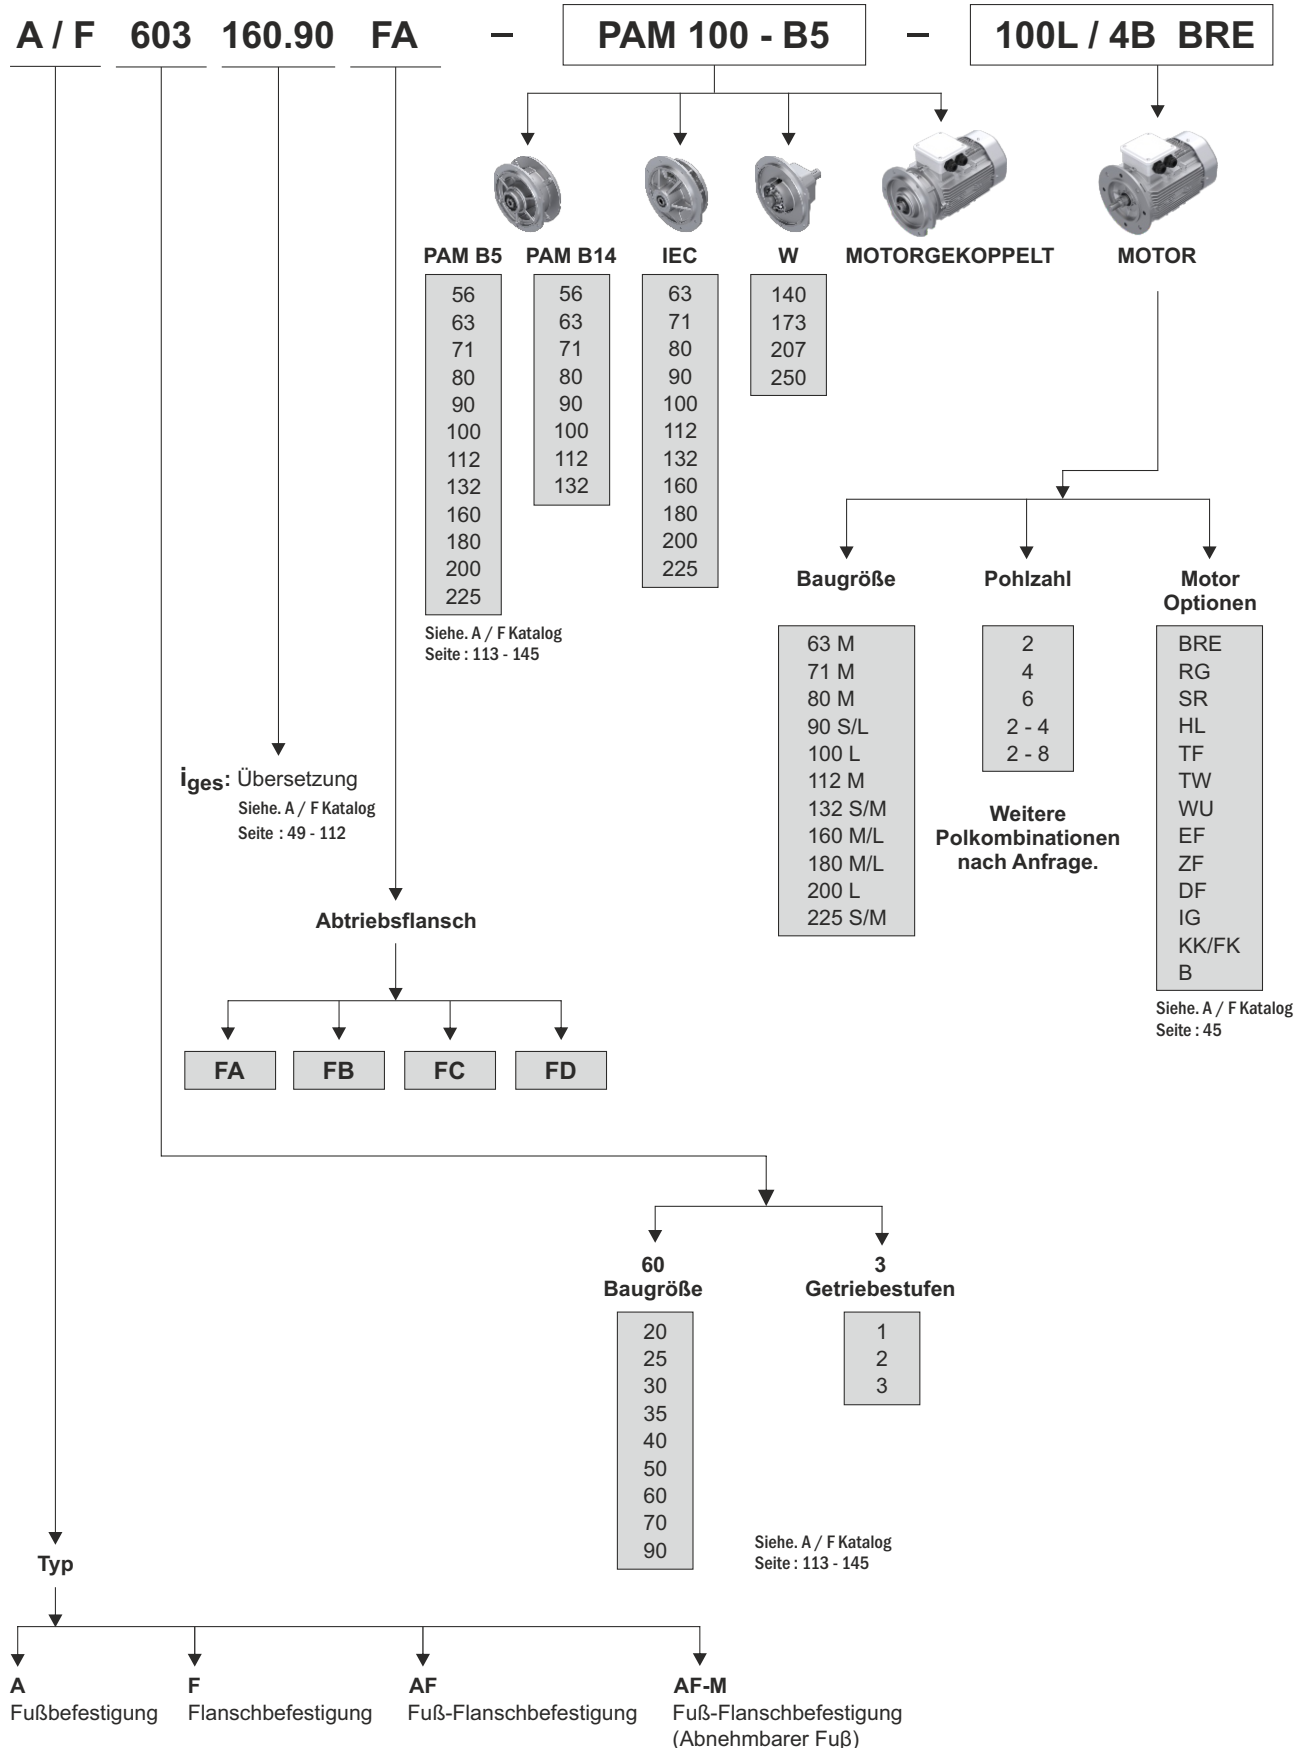 A / F 603 160.90 FA – PAM 100 - B5 – 100L / 4B BRE
PAM B5
56
63
71
80
90
100
112
132
160
180
200
225
Siehe. A / F Katalog
Seite : 113 - 145
PAM B14
56
63
71
80
90
100
112
132
IEC
63
71
80
90
100
112
132
160
180
200
225
W
140
173
207
250
MOTORGEKOPPELT
MOTOR
Baugröße
63 M
71 M
80 M
90 S/L
100 L
112 M
132 S/M
160 M/L
180 M/L
200 L
225 S/M
Pohlzahl
2
4
6
2 - 4
2 - 8
Weitere
Polkombinationen
nach Anfrage.
Motor
Optionen
BRE
RG
SR
HL
TF
TW
WU
EF
ZF
DF
IG
KK/FK
B
Siehe. A / F Katalog
Seite : 45
iges: Übersetzung
Siehe. A / F Katalog
Seite : 49 - 112
Abtriebsflansch
FA FB FC FD
60
Baugröße
20
25
30
35
40
50
60
70
90
3
Getriebestufen
1
2
3
Siehe. A / F Katalog
Seite : 113 - 145
Typ
A
Fußbefestigung
F
Flanschbefestigung
AF
Fuß-Flanschbefestigung
AF-M
Fuß-Flanschbefestigung
(Abnehmbarer Fuβ)